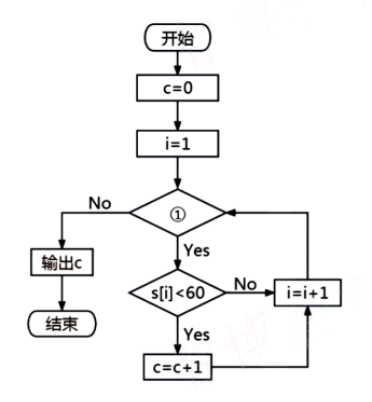 开始
c=0
i=1
①
No
Yes
输出c
s[i]<60
No
i=i+1
结束
Yes
c=c+1